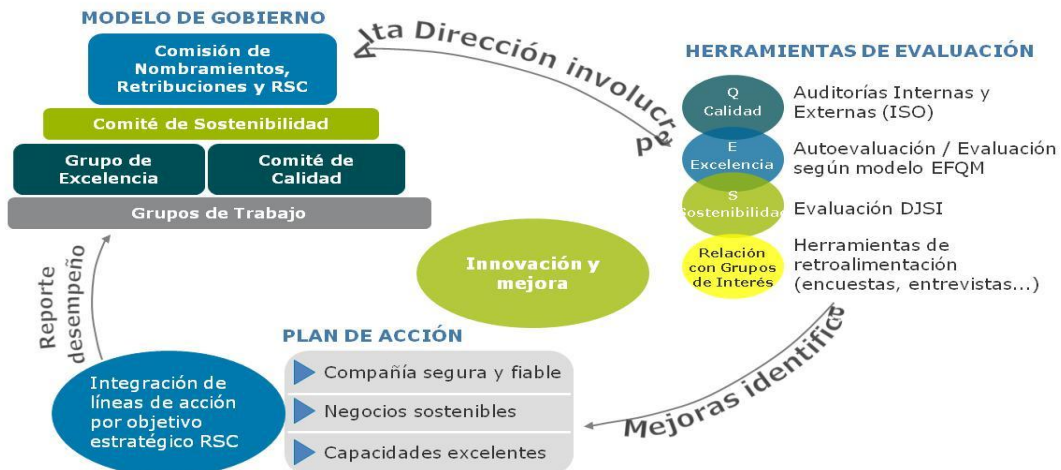 MODELO DE GOBIERNO
Comisión de
Nombramientos,
Retribuciones y RSC
Comité de Sostenibilidad
Grupo de
Excelencia
Comité de
Calidad
Grupos de Trabajo
Alta Dirección involucrad
HERRAMIENTAS DE EVALUACIÓN
Q
Calidad
Auditorías Internas y
Externas (ISO)
E
Excelencia
Autoevaluación / Evaluación
según modelo EFQM
S
Sostenibilidad
Evaluación DJSI
Relación
con Grupos
de Interés
Herramientas de
retroalimentación
(encuestas, entrevistas...)
Innovación y
mejora
Mejoras identific
Reporte
desempeño
PLAN DE ACCIÓN
Integración de
líneas de acción
por objetivo
estratégico RSC
Compañía segura y fiable
Negocios sostenibles
Capacidades excelentes